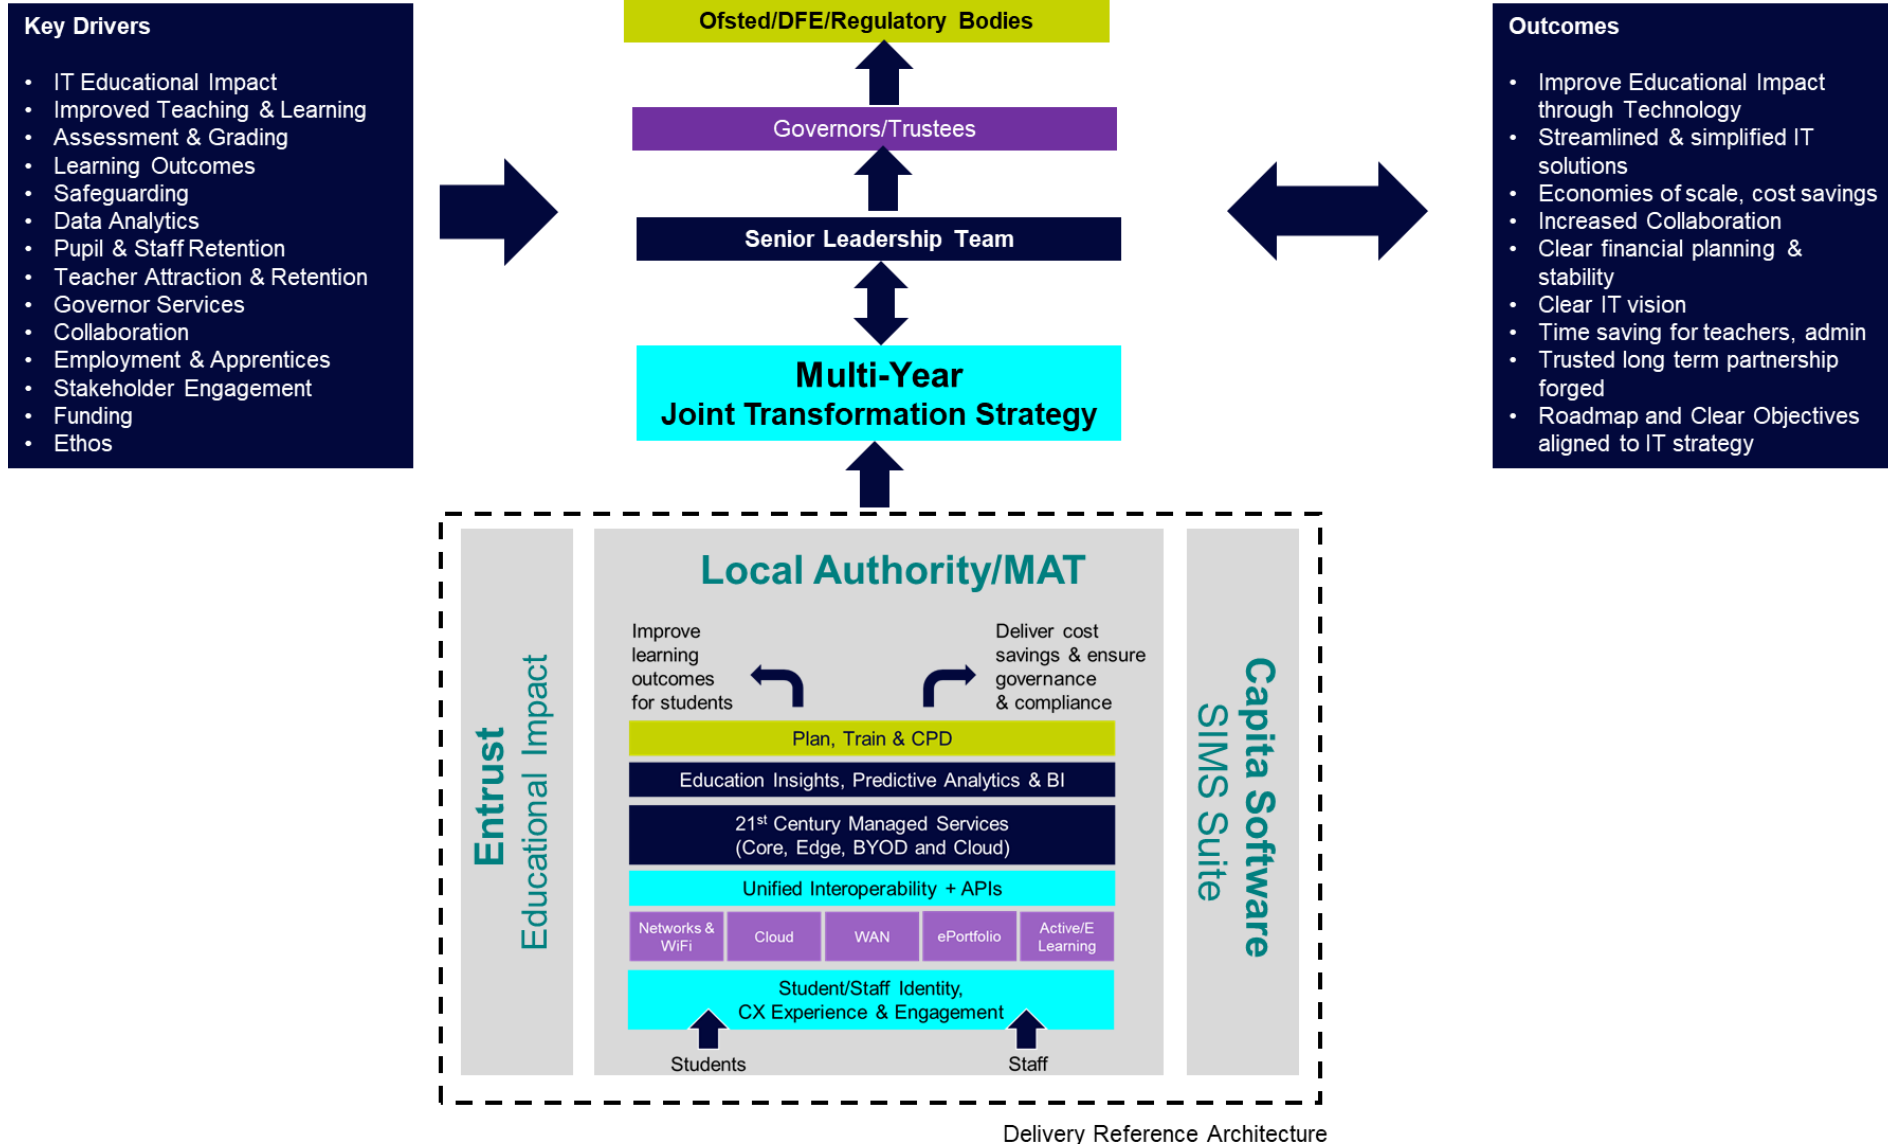 Key Drivers
• IT Educational Impact
• Improved Teaching & Learning
• Assessment & Grading
• Learning Outcomes
• Safeguarding
• Data Analytics
• Pupil & Staff Retention
• Teacher Attraction & Retention
• Governor Services
• Collaboration
• Employment & Apprentices
• Stakeholder Engagement
• Funding
• Ethos
Ofsted/DFE/Regulatory Bodies
Governors/Trustees
Senior Leadership Team
Multi-Year
Joint Transformation Strategy
Outcomes
• Improve Educational Impact
through Technology
• Streamlined & simplified IT
solutions
• Economies of scale, cost savings
• Increased Collaboration
• Clear financial planning &
stability
• Clear IT vision
• Time saving for teachers, admin
• Trusted long term partnership
forged
• Roadmap and Clear Objectives
aligned to IT strategy
Entrust
Educational Impact
Local Authority/MAT
Improve
learning
outcomes
for students
Deliver cost
savings & ensure
governance
& compliance
Plan, Train & CPD
Education Insights, Predictive Analytics & BI
21st Century Managed Services
(Core, Edge, BYOD and Cloud)
Unified Interoperability + APIs
Networks &
WiFi
Cloud
WAN
ePortfolio
Active/E
Learning
Student/Staff Identity,
CX Experience & Engagement
Students
Staff
Capita Software
SIMS Suite
Delivery Reference Architecture